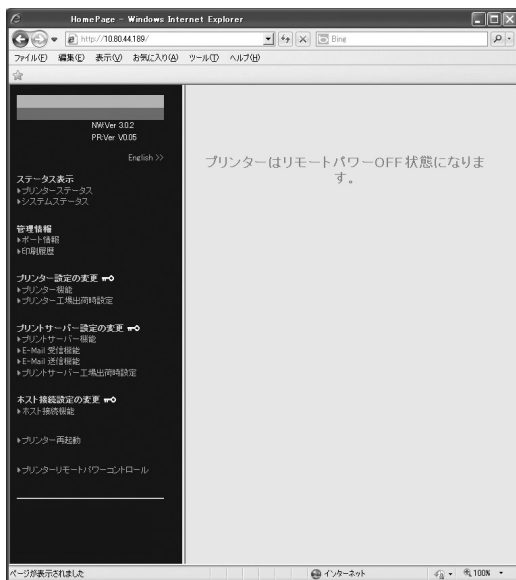 HomePage - Windows Internet Explorer
http://10.80.44.189/
Bing
ファイル(F) 編集(E) 表示(V) お気に入り(A) ツール(T) ヘルプ(H)
NW:Ver 3.0.2
PR:Ver V0.05
English >>
プリンターはリモートパワーOFF状態になりま
す。
ステータス表示
プリンターステータス
システムステータス
管理情報
ポート情報
印刷履歴
プリンター設定の変更
プリンター機能
プリンター工場出荷時設定
プリントサーバー設定の変更
プリントサーバー機能
E-Mail 受信機能
E-Mail 送信機能
プリントサーバー工場出荷時設定
ホスト接続設定の変更
ホスト接続機能
プリンター再起動
プリンターリモートパワーコントロール
ページが表示されました
インターネット
100%